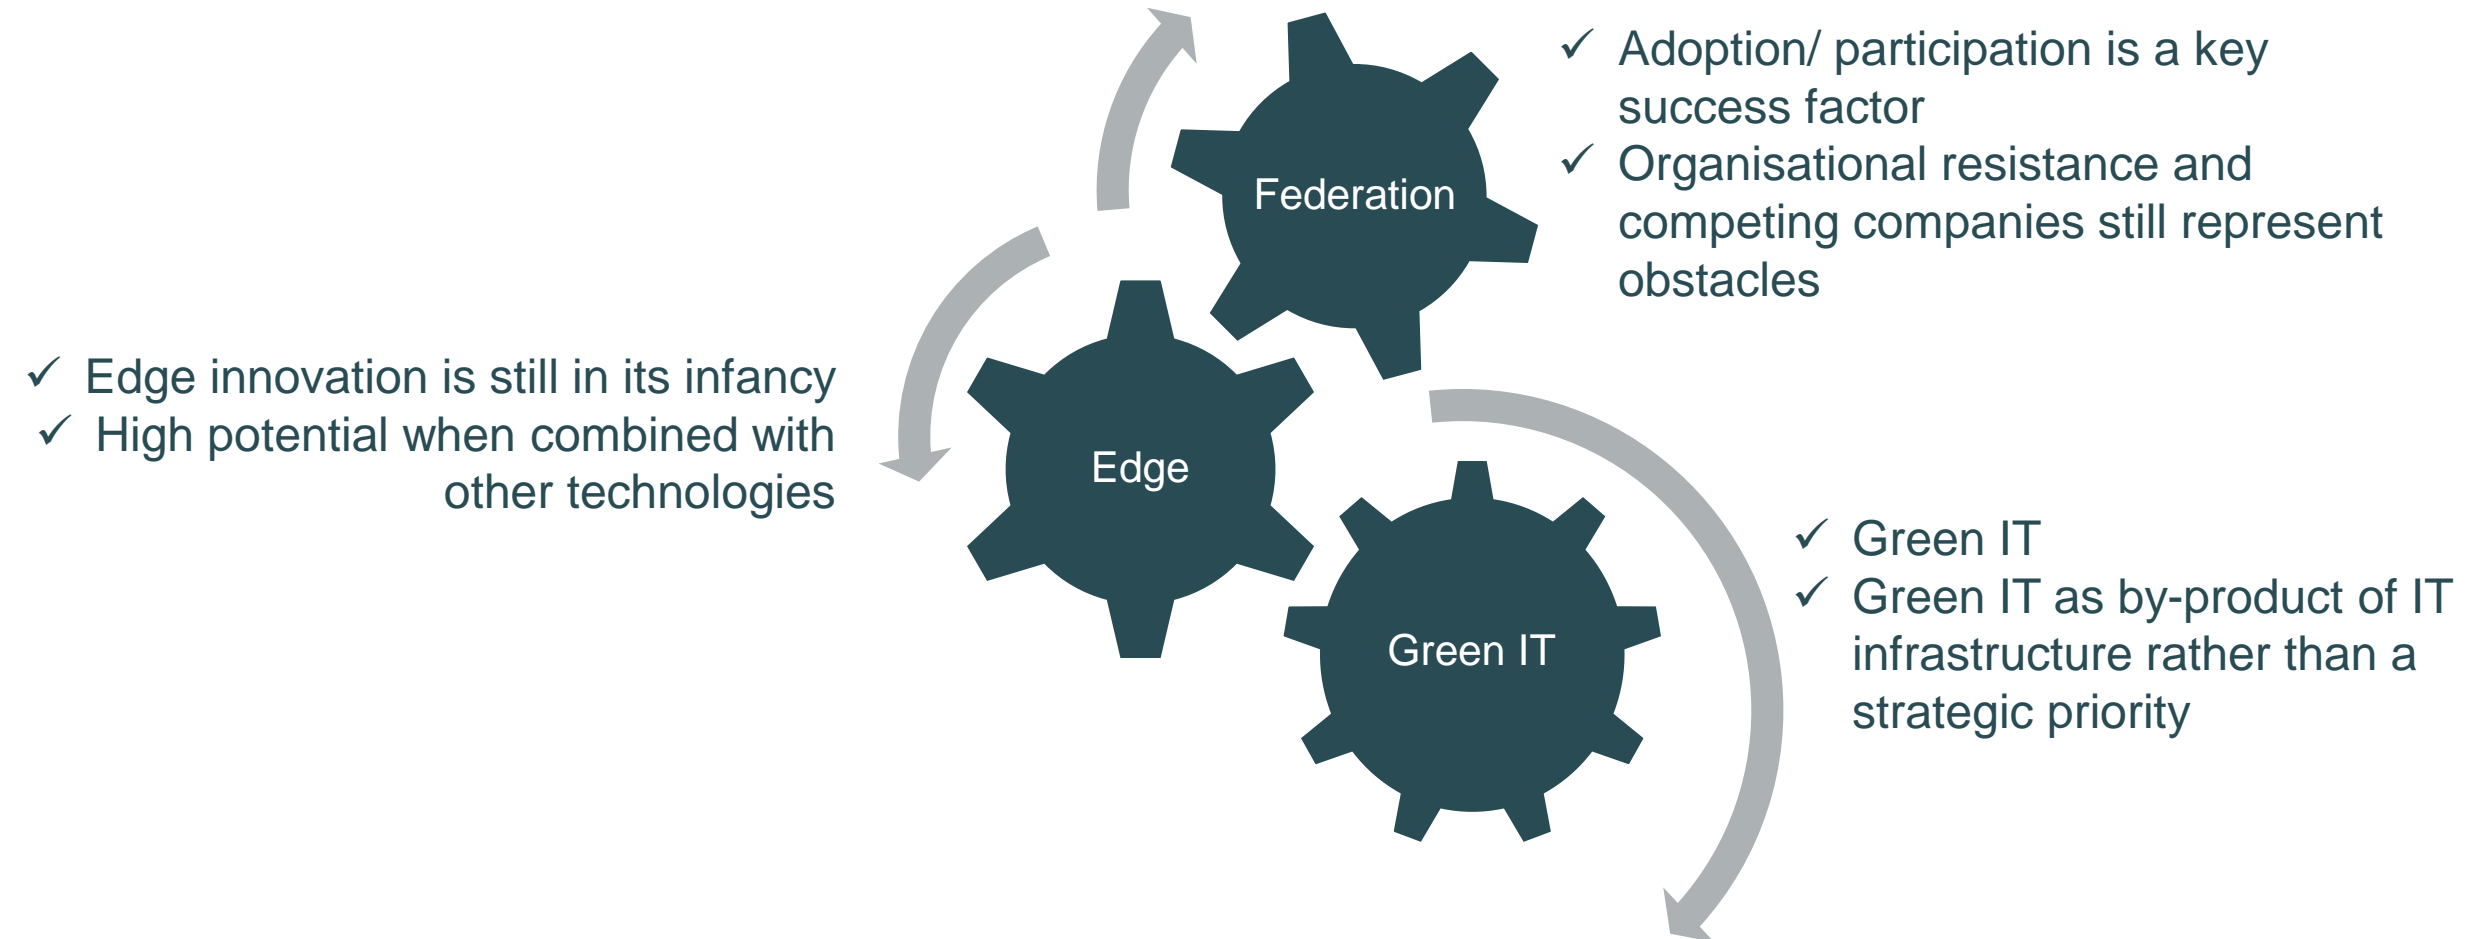 Federation
✓ Adoption/ participation is a key
success factor
✓ Organisational resistance and
competing companies still represent
obstacles
✓ Edge innovation is still in its infancy
✓ High potential when combined with
other technologies
Edge
Green IT
✓ Green IT
✓ Green IT as by-product of IT
infrastructure rather than a
strategic priority